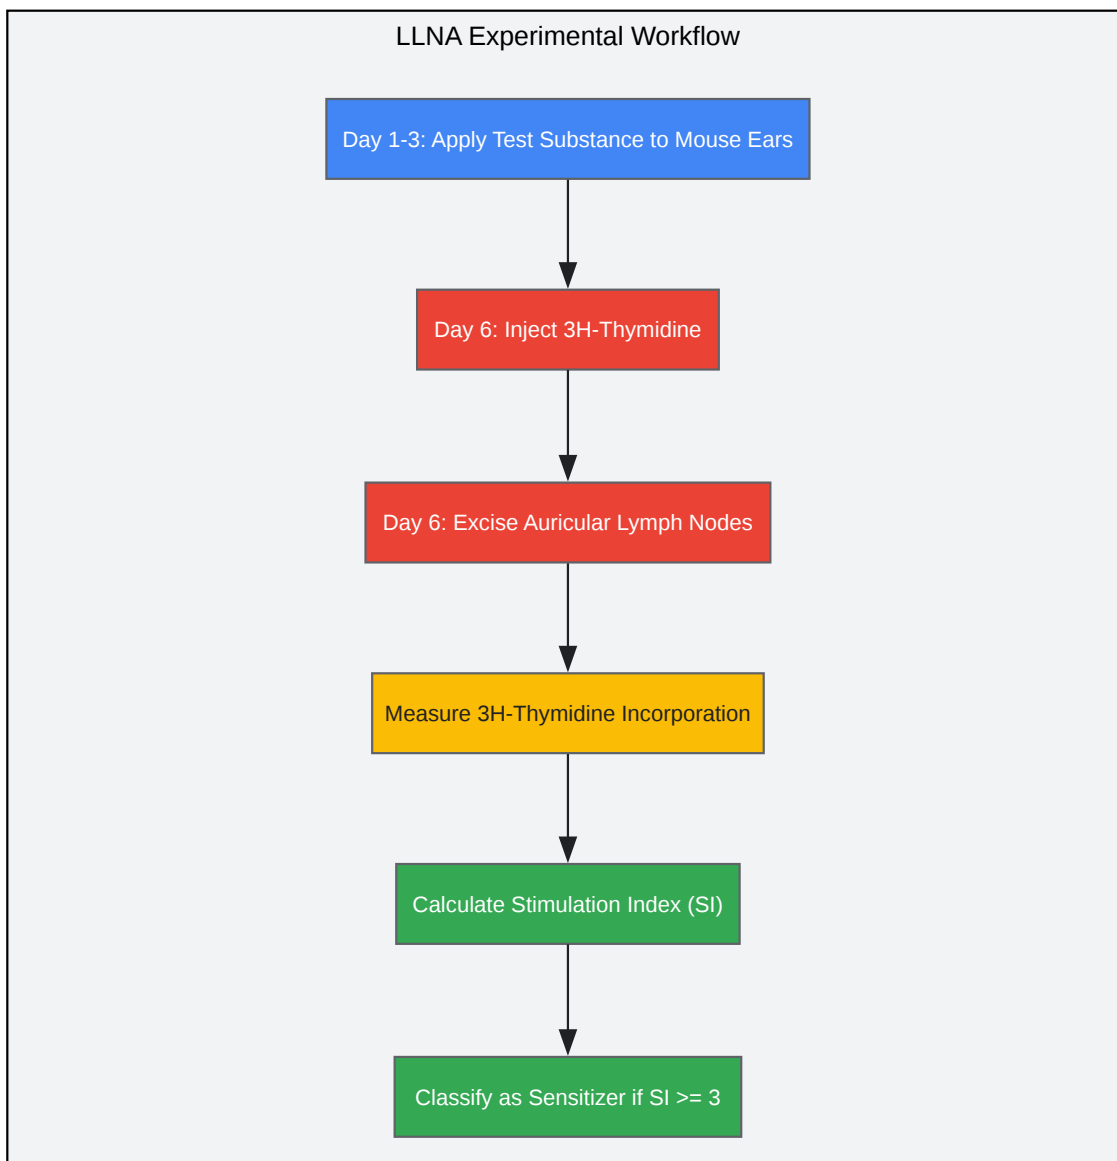 LLNA Experimental Workflow
Day 1-3: Apply Test Substance to Mouse Ears
Day 6: Inject 3H-Thymidine
Day 6: Excise Auricular Lymph Nodes
Measure 3H-Thymidine Incorporation
Calculate Stimulation Index (SI)
Classify as Sensitizer if SI >= 3